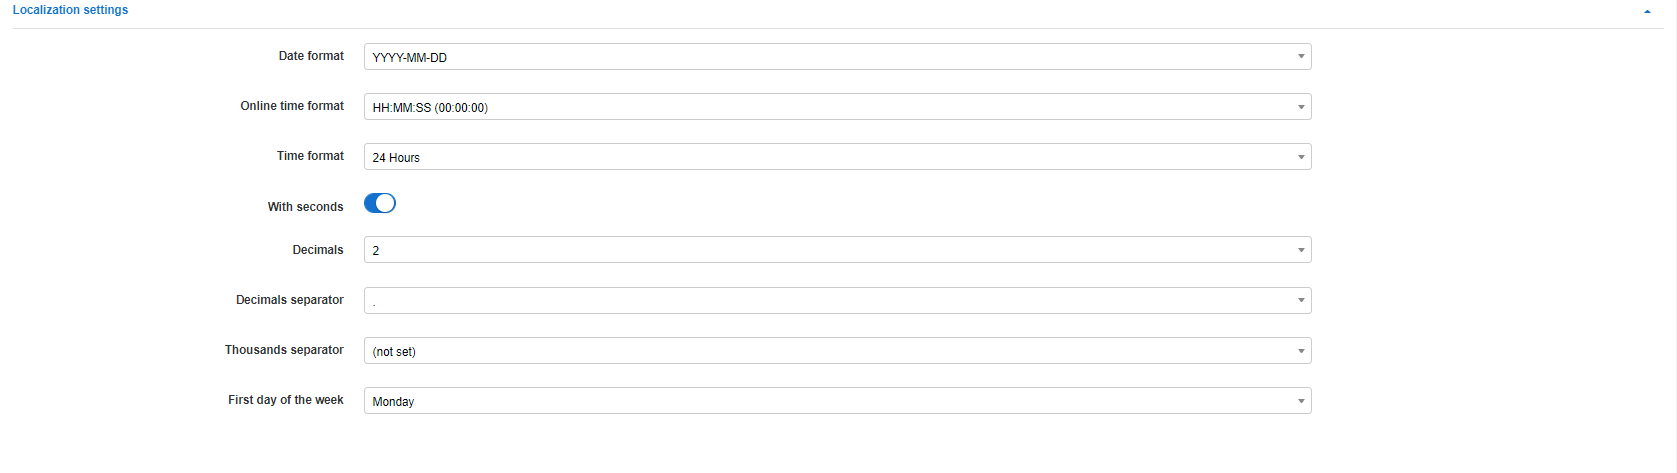 Localization settings
Date format YYYY-MM-DD
Online time format HH:MM:SS (00:00:00)
Time format 24 Hours
With seconds
Decimals 2
Decimals separator .
Thousands separator (not set)
First day of the week Monday